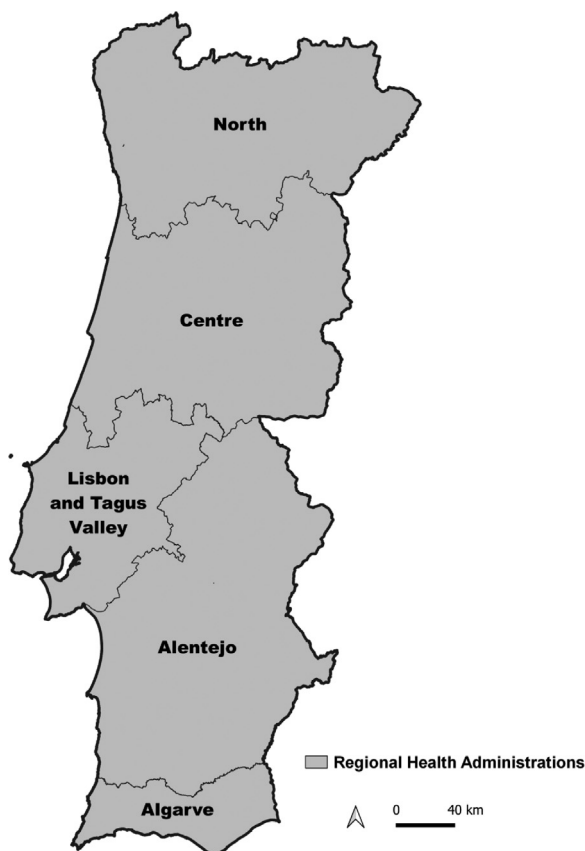 North
Centre
Lisbon
and Tagus
Valley
Alentejo
Regional Health Administrations
Algarve
0 40 km